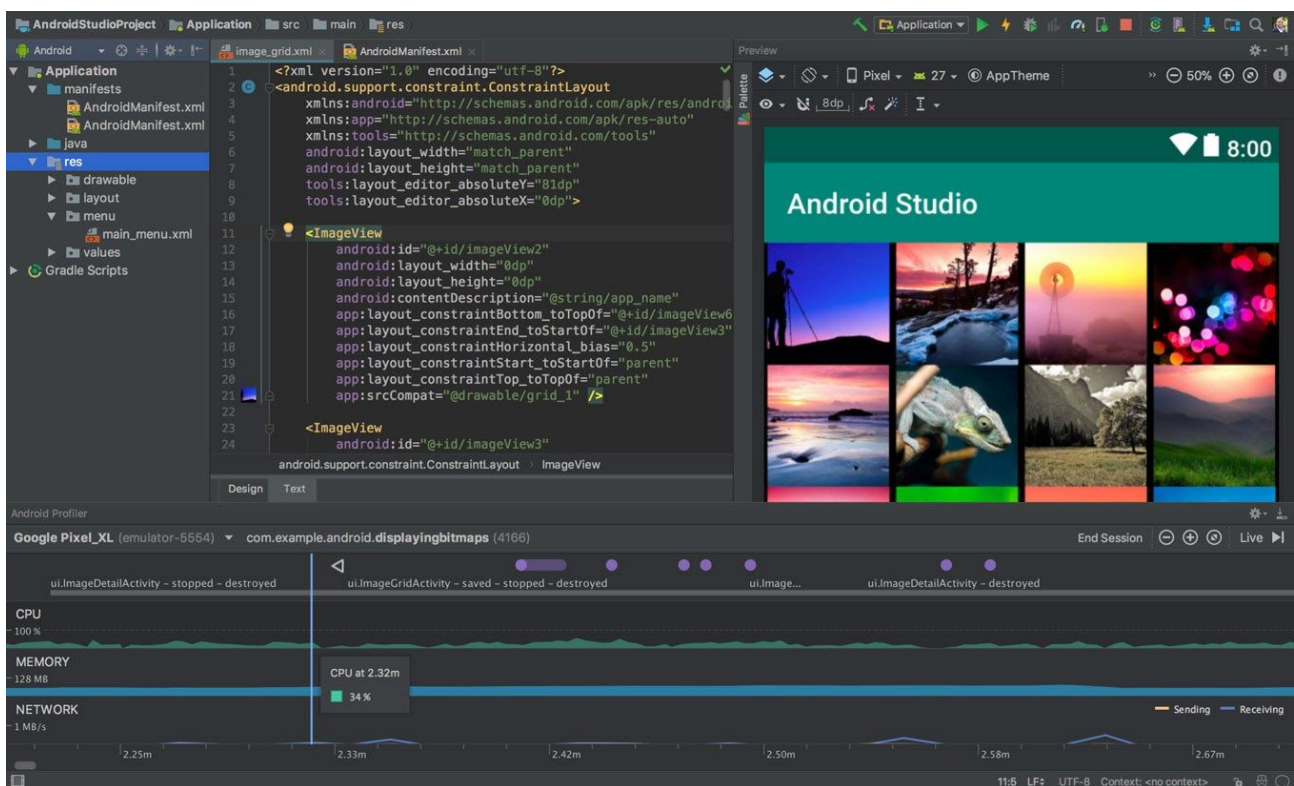 AndroidStudioProject Application src main res
Application
Android
image_grid.xml
AndroidManifest.xml
Preview
Application
manifests
AndroidManifest.xml
AndroidManifest.xml
java
res
drawable
layout
menu
main_menu.xml
values
Gradle Scripts
1 <?xml version="1.0" encoding="utf-8"?>
2 <android.support.constraint.ConstraintLayout
3 xmlns:android="http://schemas.android.com/apk/res/androi
4 xmlns:app="http://schemas.android.com/apk/res-auto"
5 xmlns:tools="http://schemas.android.com/tools"
6 android:layout_width="match_parent"
7 android:layout_height="match_parent"
8 tools:layout_editor_absoluteY="81dp"
9 tools:layout_editor_absoluteX="0dp">
10
11 <ImageView
12 android:id="@+id/imageView2"
13 android:layout_width="0dp"
14 android:layout_height="0dp"
15 android:contentDescription="@string/app_name"
16 app:layout_constraintBottom_toTopOf="@+id/imageView6
17 app:layout_constraintEnd_toStartOf="@+id/imageView3"
18 app:layout_constraintHorizontal_bias="0.5"
19 app:layout_constraintStart_toStartOf="parent"
20 app:layout_constraintTop_toTopOf="parent"
21 app:srcCompat="@drawable/grid_1" />
22
23 <ImageView
24 android:id="@+id/imageView3"
android.support.constraint.ConstraintLayout ImageView
Design Text
Palette
Pixel 27 AppTheme 50%
8dp
8:00
Android Studio
Android Profiler
Google Pixel_XL (emulator-5554) com.example.android.displayingbitmaps (4166)
End Session Live
ui.ImageDetailActivity – stopped – destroyed
ui.ImageGridActivity – saved – stopped – destroyed
ui.Image...
ui.ImageDetailActivity – destroyed
CPU
100 %
MEMORY
128 MB
CPU at 2.32m
34 %
NETWORK
1 MB/s
Sending Receiving
2.25m 2.33m 2.42m 2.50m 2.58m 2.67m
11:5 LF UTF-8 Context: <no context>